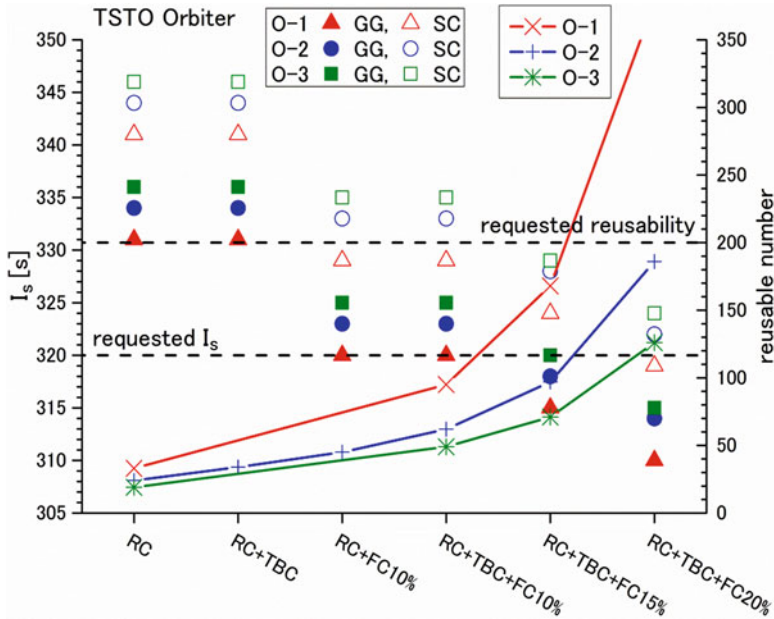 TSTO Orbiter
O-1 GG, SC
O-2 GG, SC
O-3 GG, SC
O-1
O-2
O-3
350
345
340
335
330
325
320
315
310
305
Is [s]
350
300
250
200
150
100
50
0
reusable number
requested reusability
requested Is
RC
RC+TBC
RC+FC10%
RC+TBC+FC10%
RC+TBC+FC15%
RC+TBC+FC20%